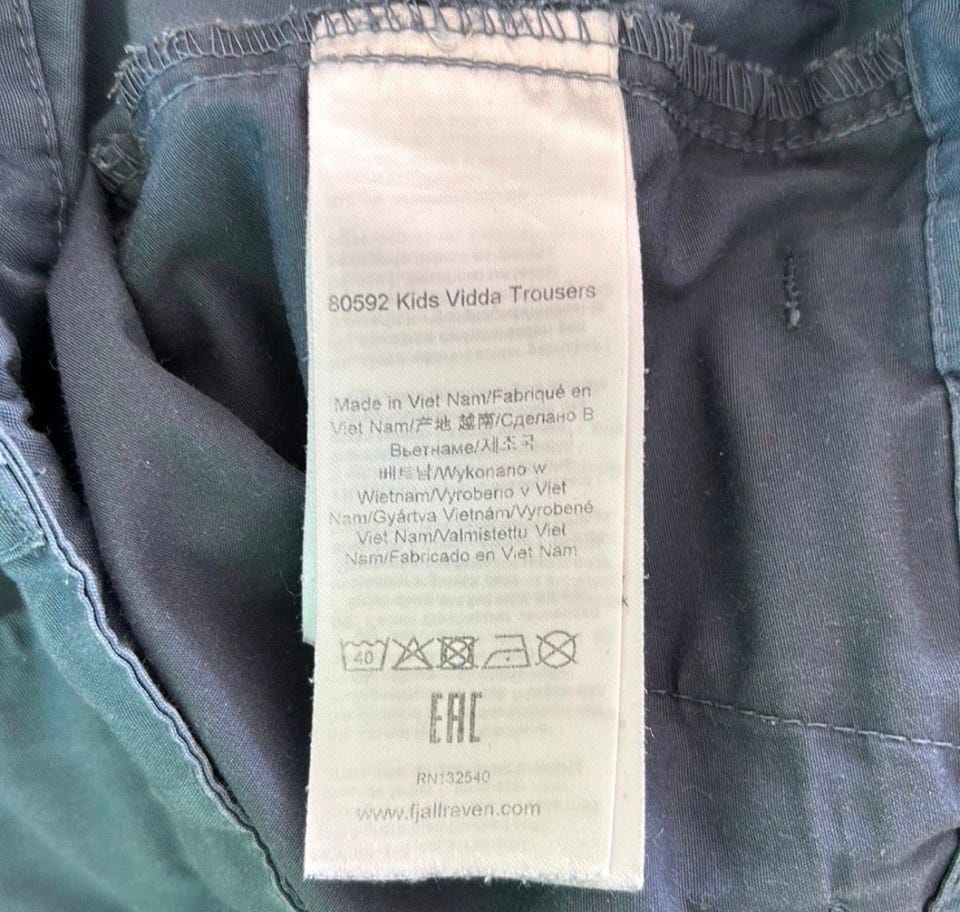 80592 Kids Vidda Trousers
Made in Viet Nam/Fabriqué en
Viet Nam/产地 越南/Сделано В
Вьетнаме/제조국
베트남/Wykonano w
Wietnam/Vyrobeno v Viet
Nam/Gyártva Vietnám/Vyrobené
Viet Nam/Valmistettu Viet
Nam/Fabricado en Viet Nam
40
EAC
RN132540
www.fjallraven.com